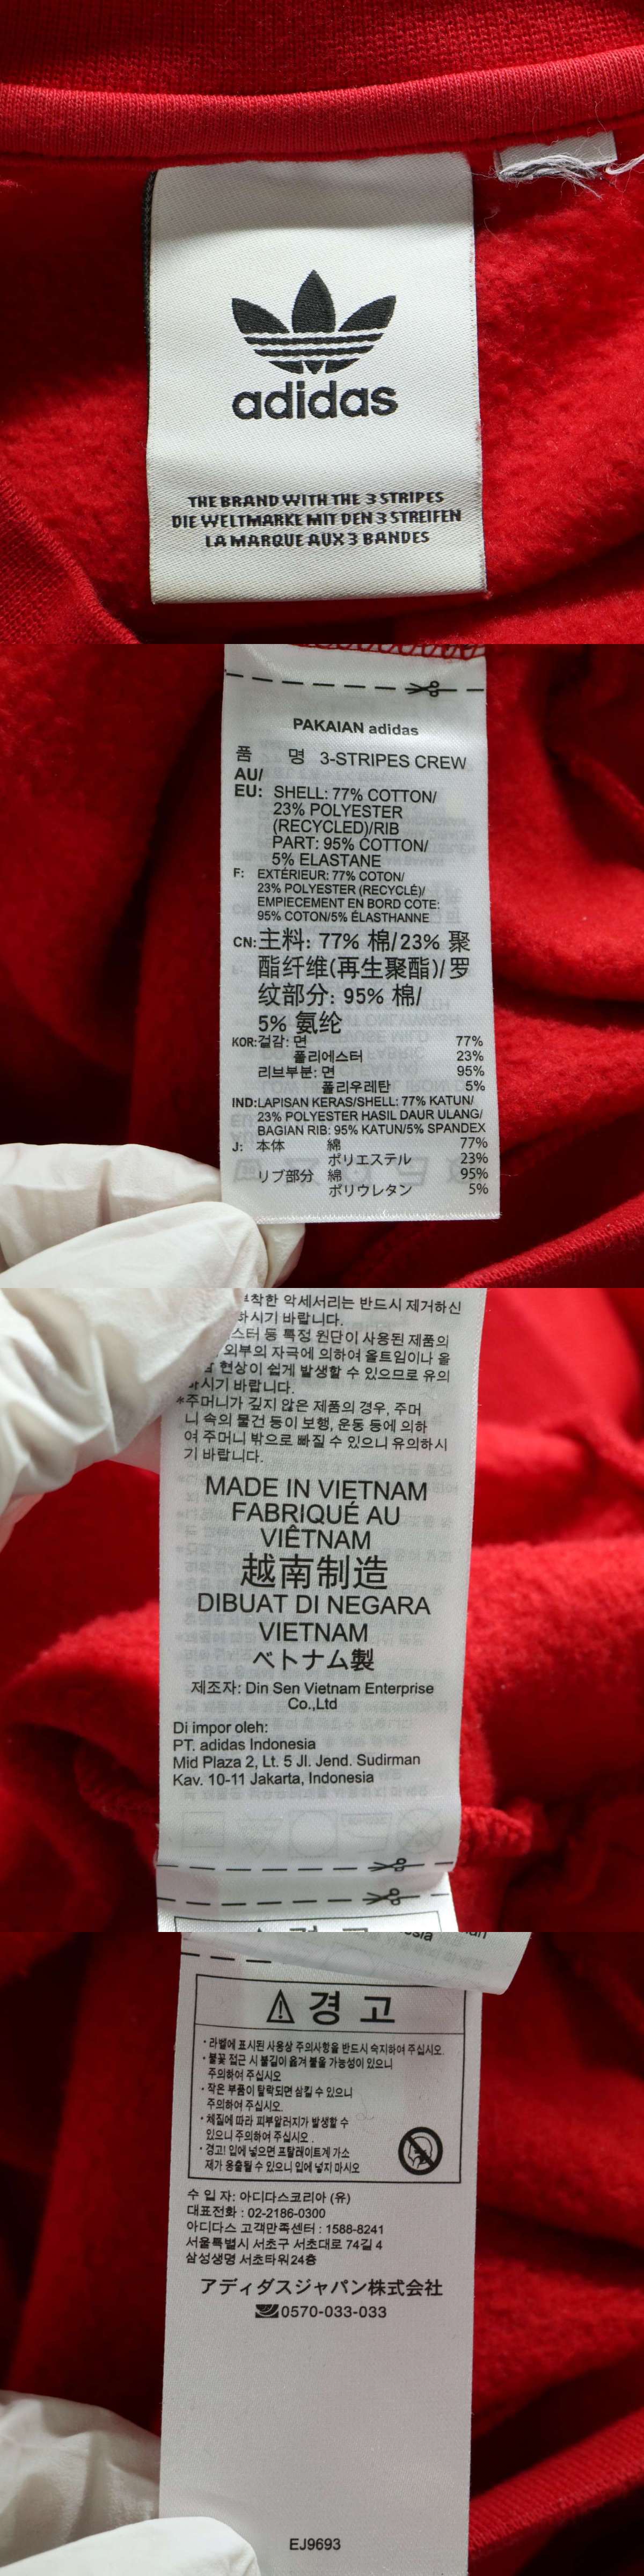 adidas
THE BRAND WITH THE 3 STRIPES
DIE WELTMARKE MIT DEN 3 STREIFEN
LA MARQUE AUX 3 BANDES
PAKAIAN adidas
품 명 3-STRIPES CREW
AU/
EU: SHELL: 77% COTTON/
23% POLYESTER
(RECYCLED)/RIB
PART: 95% COTTON/
5% ELASTANE
F: EXTÉRIEUR: 77% COTON/
23% POLYESTER (RECYCLÉ)/
EMPIECEMENT EN BORD COTE:
95% COTON/5% ÉLASTHANNE
CN: 主料: 77% 棉/23% 聚
酯纤维(再生聚酯)/罗
纹部分: 95% 棉/
5% 氨纶
KOR: 겉감: 면 77%
폴리에스터 23%
리브부분: 면 95%
폴리우레탄 5%
IND: LAPISAN KERAS/SHELL: 77% KATUN/
23% POLYESTER HASIL DAUR ULANG/
BAGIAN RIB: 95% KATUN/5% SPANDEX
J: 本体 綿 77%
ポリエステル 23%
リブ部分 綿 95%
ポリウレタン 5%
부착한 악세서리는 반드시 제거하신
하시기 바랍니다.
스터 등 특정 원단이 사용된 제품의
외부의 자극에 의하여 올트임이나 올
현상이 쉽게 발생할 수 있으므로 유의
하시기 바랍니다.
*주머니가 깊지 않은 제품의 경우, 주머
니 속의 물건 등이 보행, 운동 등에 의하
여 주머니 밖으로 빠질 수 있으니 유의하시
기 바랍니다.
MADE IN VIETNAM
FABRIQUÉ AU
VIÊTNAM
越南制造
DIBUAT DI NEGARA
VIETNAM
ベトナム製
제조자: Din Sen Vietnam Enterprise
Co.,Ltd
Di impor oleh:
PT. adidas Indonesia
Mid Plaza 2, Lt. 5 Jl. Jend. Sudirman
Kav. 10-11 Jakarta, Indonesia
경 고
· 라벨에 표시된 사용상 주의사항을 반드시 숙지하여 주십시오.
· 불꽃 접근 시 불길이 옮겨 붙을 가능성이 있으니
주의하여 주십시오
· 작은 부품이 탈락되면 삼킬 수 있으니
주의하여 주십시오.
· 체질에 따라 피부알러지가 발생할 수
있으니 주의하여 주십시오 .
· 경고! 입에 넣으면 프탈레이트계 가소
제가 용출될 수 있으니 입에 넣지 마시오
수 입 자: 아디다스코리아 (유)
대표전화 : 02-2186-0300
아디다스 고객만족센터 : 1588-8241
서울특별시 서초구 서초대로 74길 4
삼성생명 서초타워24층
アディダスジャパン株式会社
0570-033-033
EJ9693